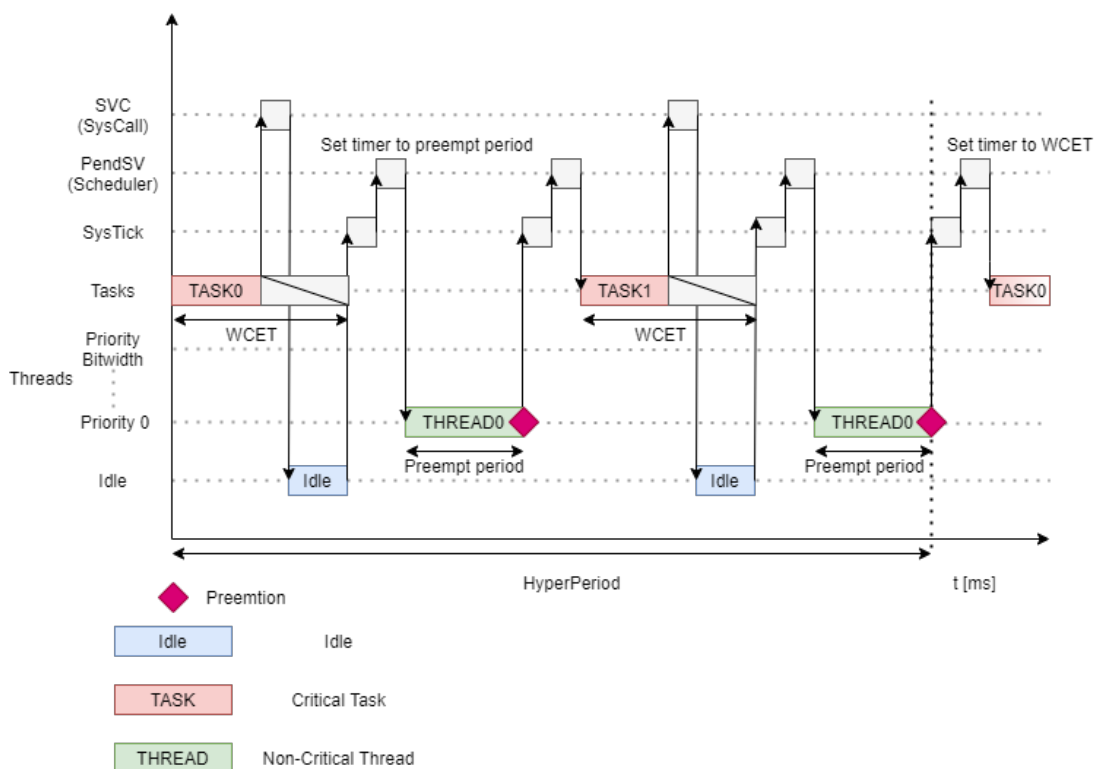 SVC
(SysCall)
Set timer to preempt period
Set timer to WCET
PendSV
(Scheduler)
SysTick
Tasks
TASK0
TASK1
TASK0
WCET
WCET
Priority
Bitwidth
Threads
Priority 0
THREAD0
THREAD0
Preempt period
Preempt period
Idle
Idle
Idle
HyperPeriod
t [ms]
Preemtion
Idle
Idle
TASK
Critical Task
THREAD
Non-Critical Thread